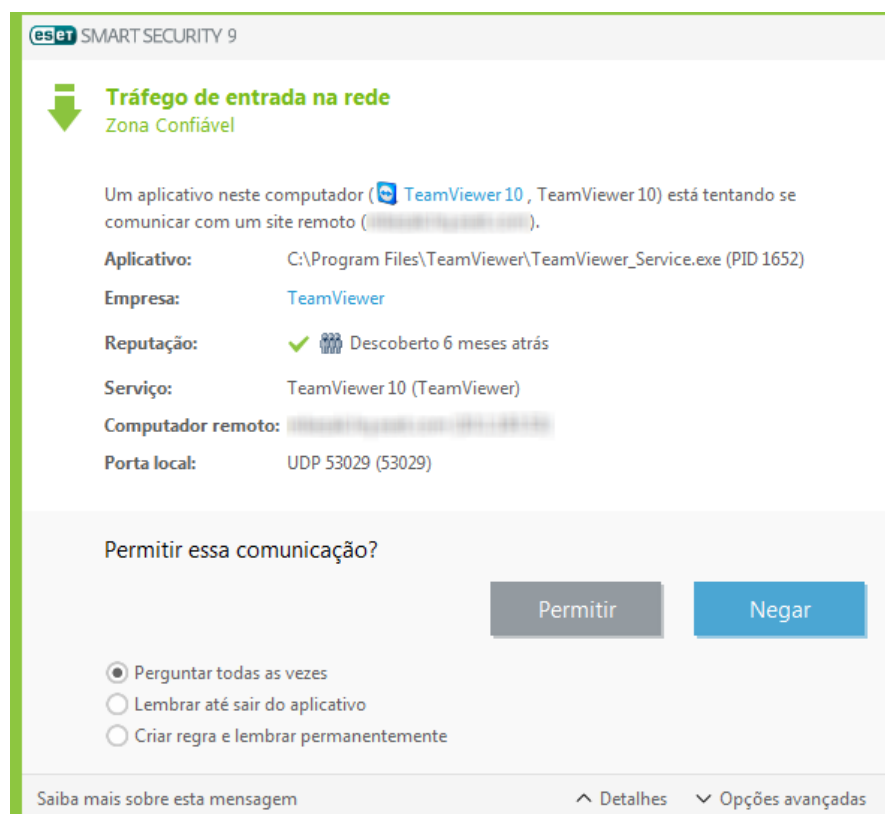 eset SMART SECURITY 9
Tráfego de entrada na rede
Zona Confiável
Um aplicativo neste computador ( TeamViewer 10 , TeamViewer 10) está tentando se
comunicar com um site remoto ( ).
Aplicativo: C:\Program Files\TeamViewer\TeamViewer_Service.exe (PID 1652)
Empresa: TeamViewer
Reputação: Descoberto 6 meses atrás
Serviço: TeamViewer 10 (TeamViewer)
Computador remoto:
Porta local: UDP 53029 (53029)
Permitir essa comunicação?
Permitir Negar
Perguntar todas as vezes
Lembrar até sair do aplicativo
Criar regra e lembrar permanentemente
Saiba mais sobre esta mensagem Detalhes Opções avançadas